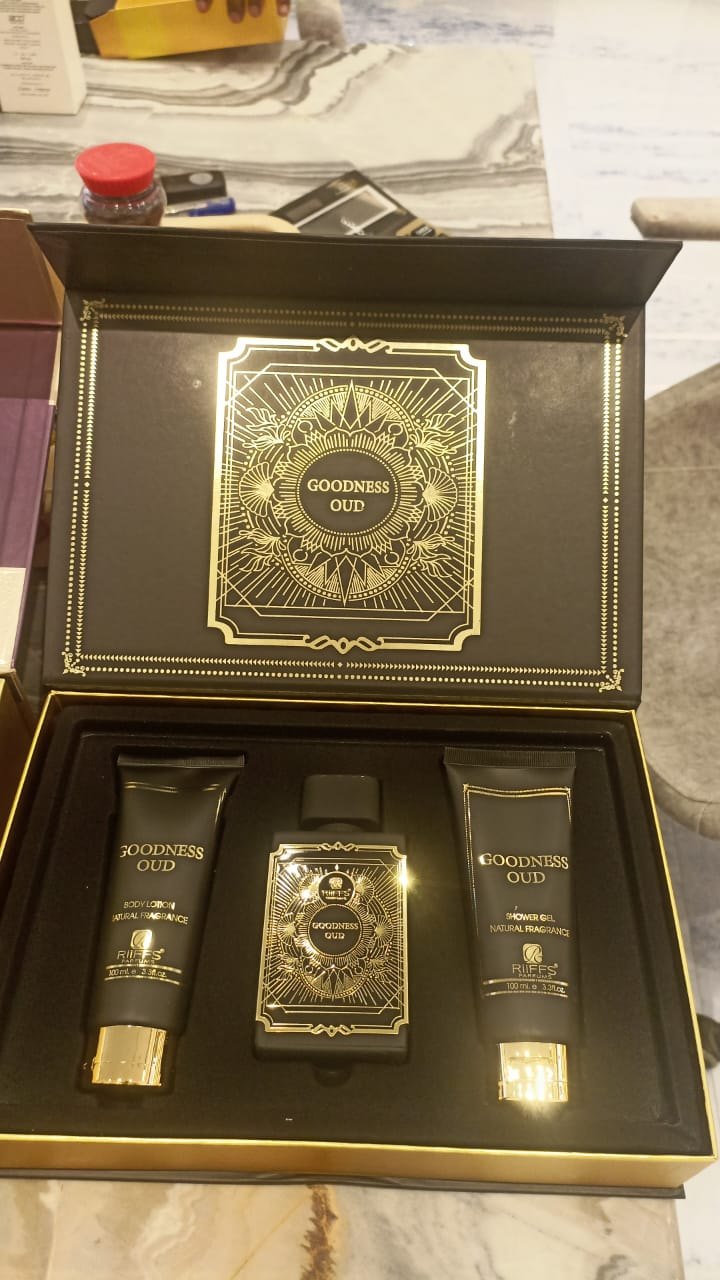 GOODNESS
OUD
GOODNESS
OUD
BODY LOTION
NATURAL FRAGRANCE
RIIFFS
PARFUMS
100 ml. e 3.3fl.oz.
RIIFFS
GOODNESS
OUD
GOODNESS
OUD
SHOWER GEL
NATURAL FRAGRANCE
RIIFFS
PARFUMS
100 ml. e 3.3fl.oz.